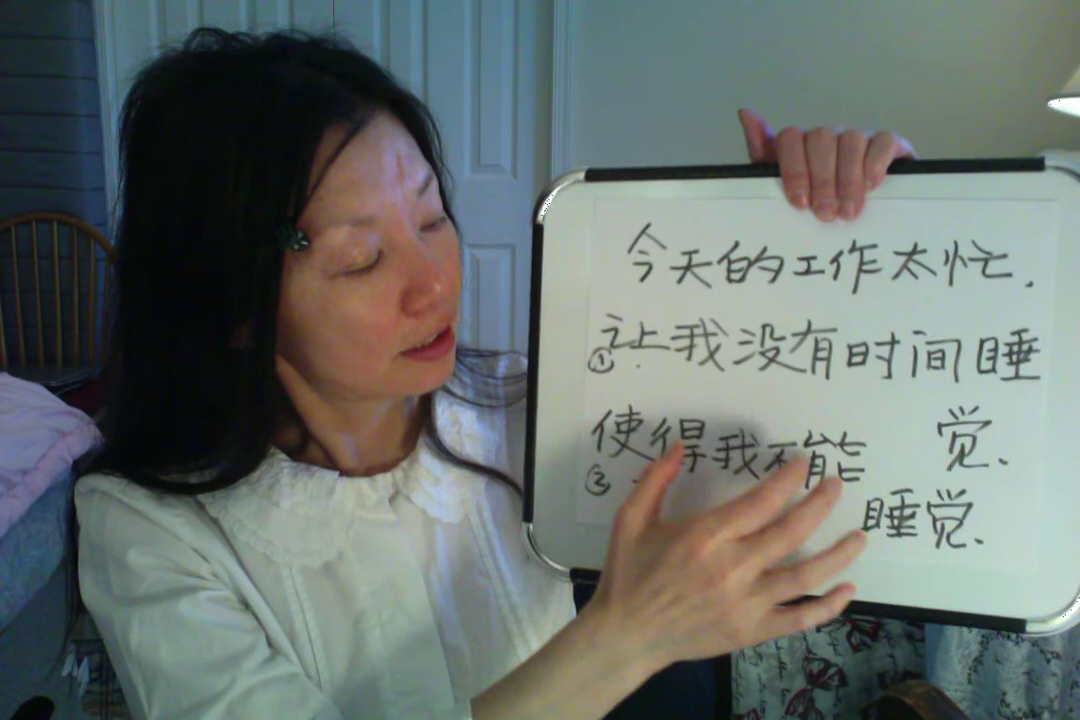 今天的工作太忙.
①让我没有时间睡
觉.
②使得我不能
睡觉.